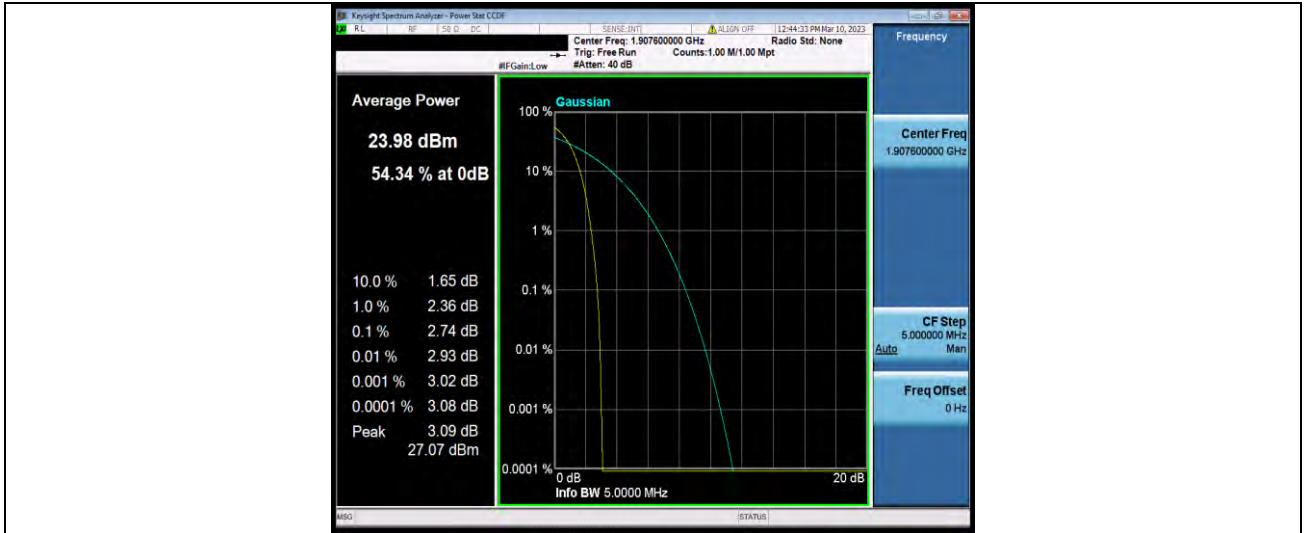 Keysight Spectrum Analyzer - Power Stat CCDF
RL RF 50 Ω DC SENSE:INT ALIGN OFF 12:44:33 PM Mar 10, 2023
Center Freq: 1.907600000 GHz Radio Std: None
Trig: Free Run Counts:1.00 M/1.00 Mpt
#IFGain:Low #Atten: 40 dB
Frequency
Average Power
23.98 dBm
54.34 % at 0dB
10.0 % 1.65 dB
1.0 % 2.36 dB
0.1 % 2.74 dB
0.01 % 2.93 dB
0.001 % 3.02 dB
0.0001 % 3.08 dB
Peak 3.09 dB
27.07 dBm
Gaussian
100 %
10 %
1 %
0.1 %
0.01 %
0.001 %
0.0001 %
0 dB 20 dB
Info BW 5.0000 MHz
Center Freq
1.907600000 GHz
CF Step
5.000000 MHz
Auto Man
Freq Offset
0 Hz
MSG STATUS